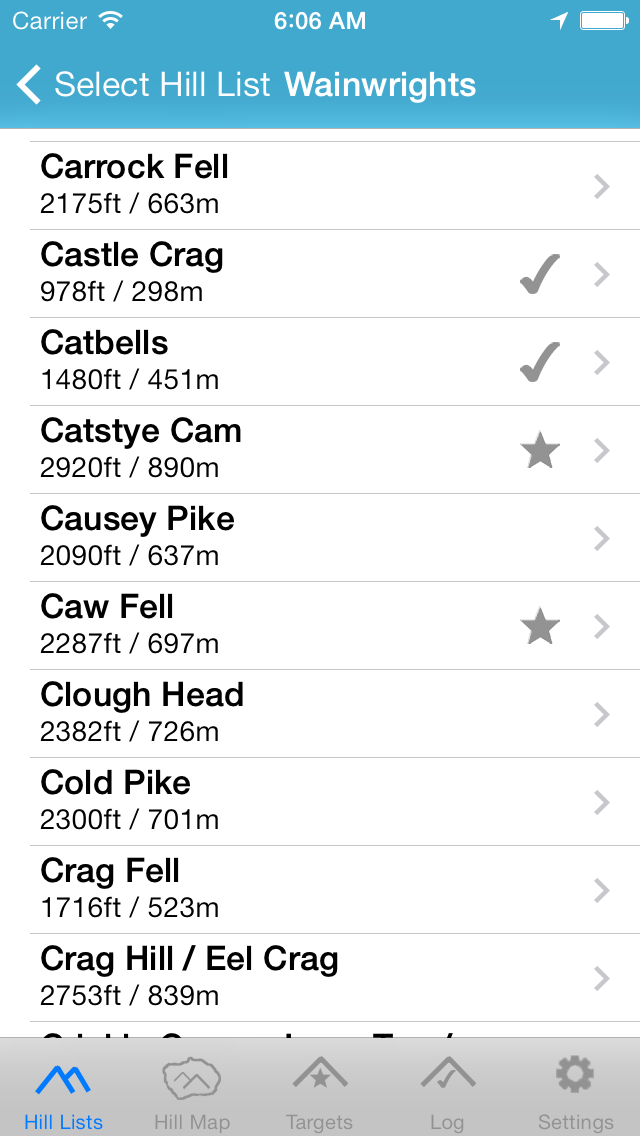 Carrier 6:06 AM
Select Hill List Wainwrights
Carrock Fell
2175ft / 663m
Castle Crag
978ft / 298m
Catbells
1480ft / 451m
Catstye Cam
2920ft / 890m
Causey Pike
2090ft / 637m
Caw Fell
2287ft / 697m
Clough Head
2382ft / 726m
Cold Pike
2300ft / 701m
Crag Fell
1716ft / 523m
Crag Hill / Eel Crag
2753ft / 839m
Hill Lists Hill Map Targets Log Settings